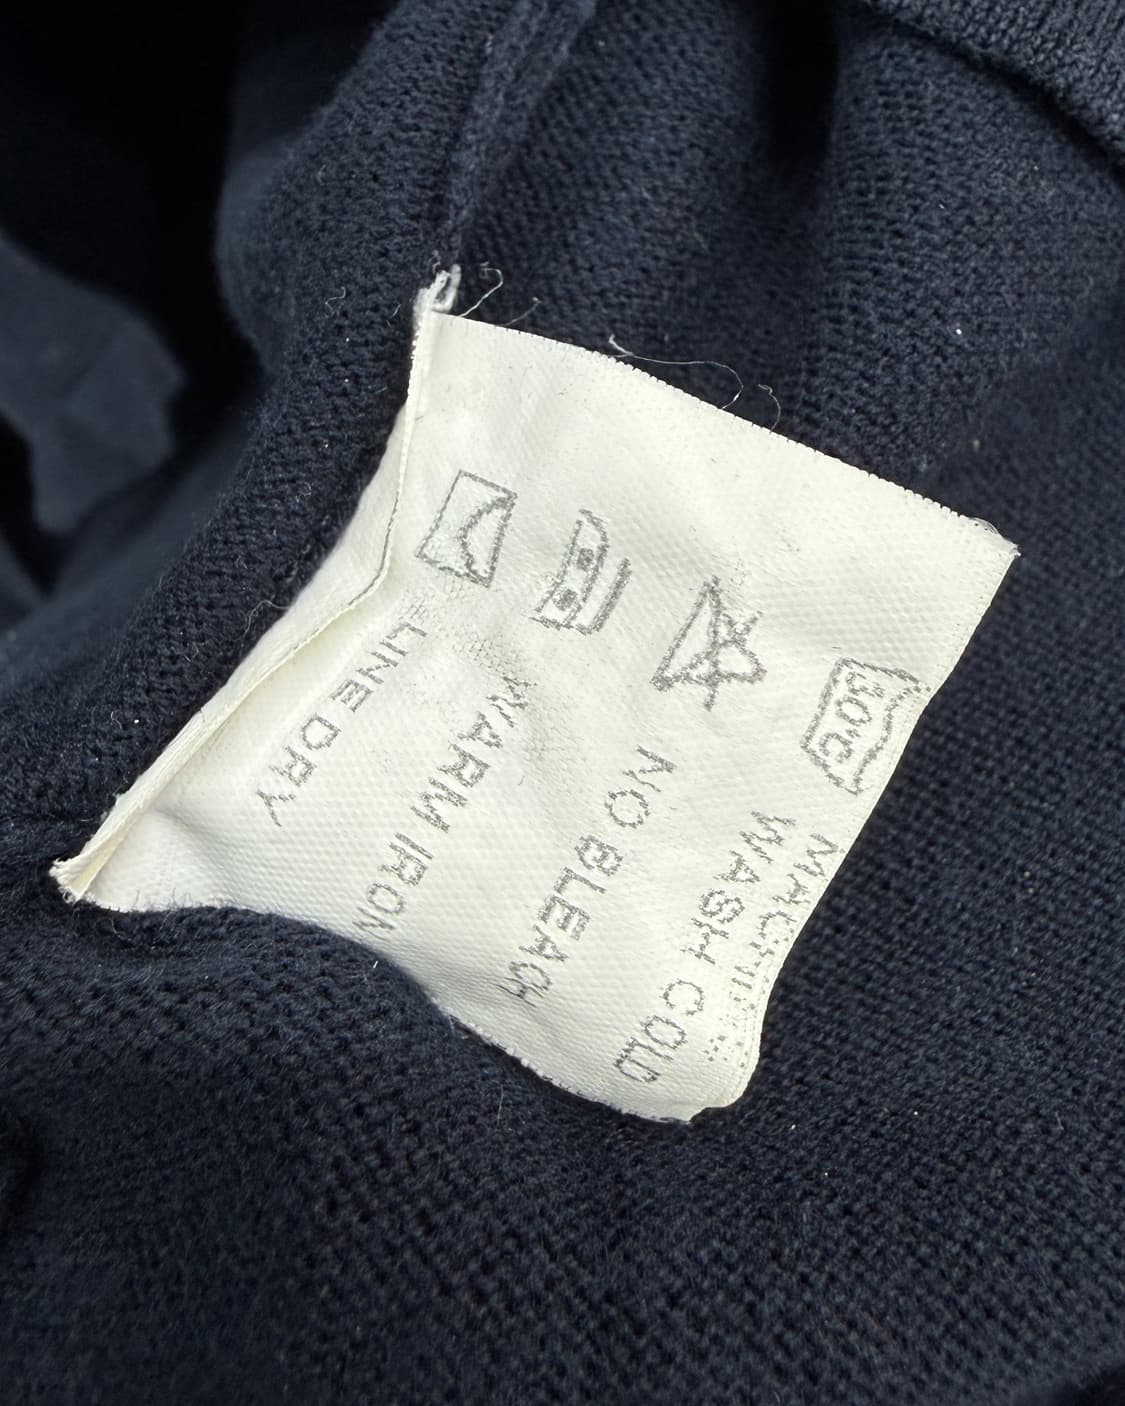 30°C
MACHINE
WASH COLD
NO BLEACH
WARM IRON
LINE DRY